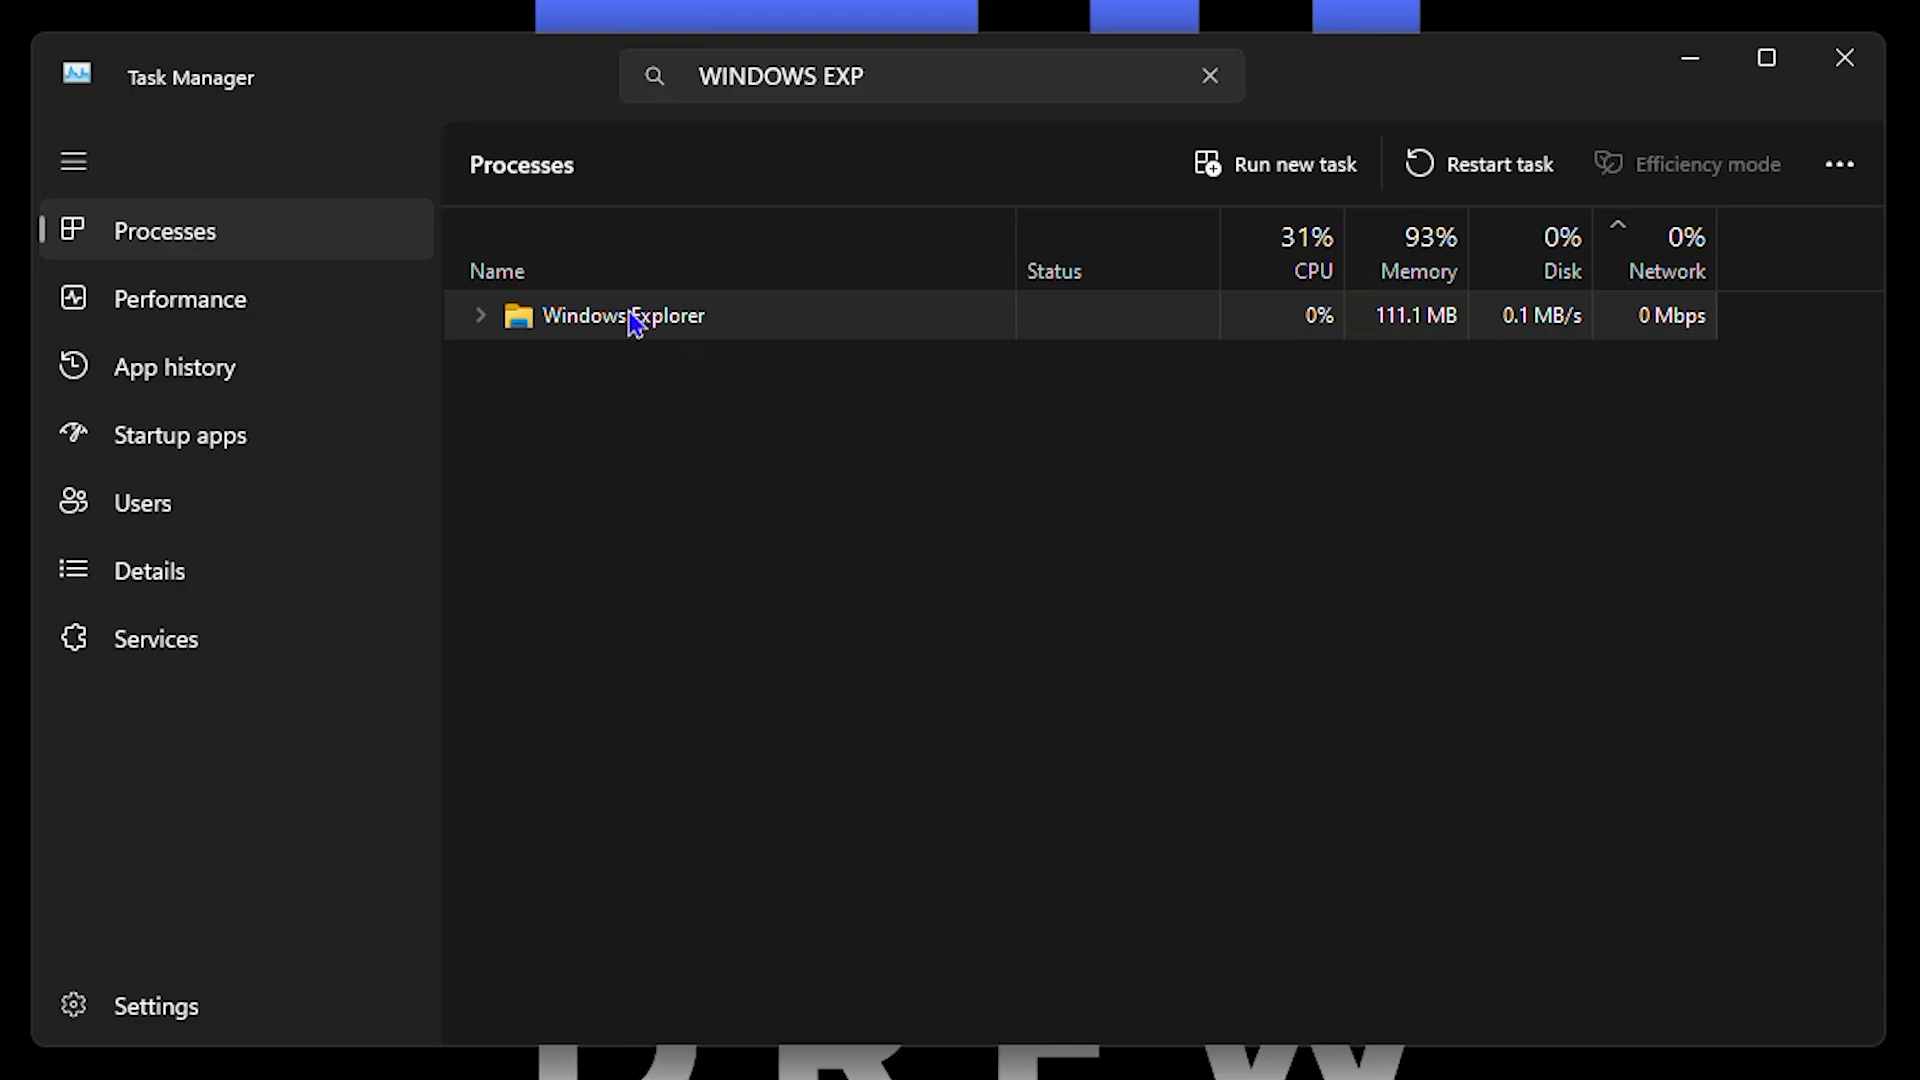 Task Manager
WINDOWS EXP
Processes
Run new task
Restart task
Efficiency mode
Processes
Performance
App history
Startup apps
Users
Details
Services
Settings
31% 93% 0% 0%
Name Status CPU Memory Disk Network
Windows Explorer 0% 111.1 MB 0.1 MB/s 0 Mbps
DREW